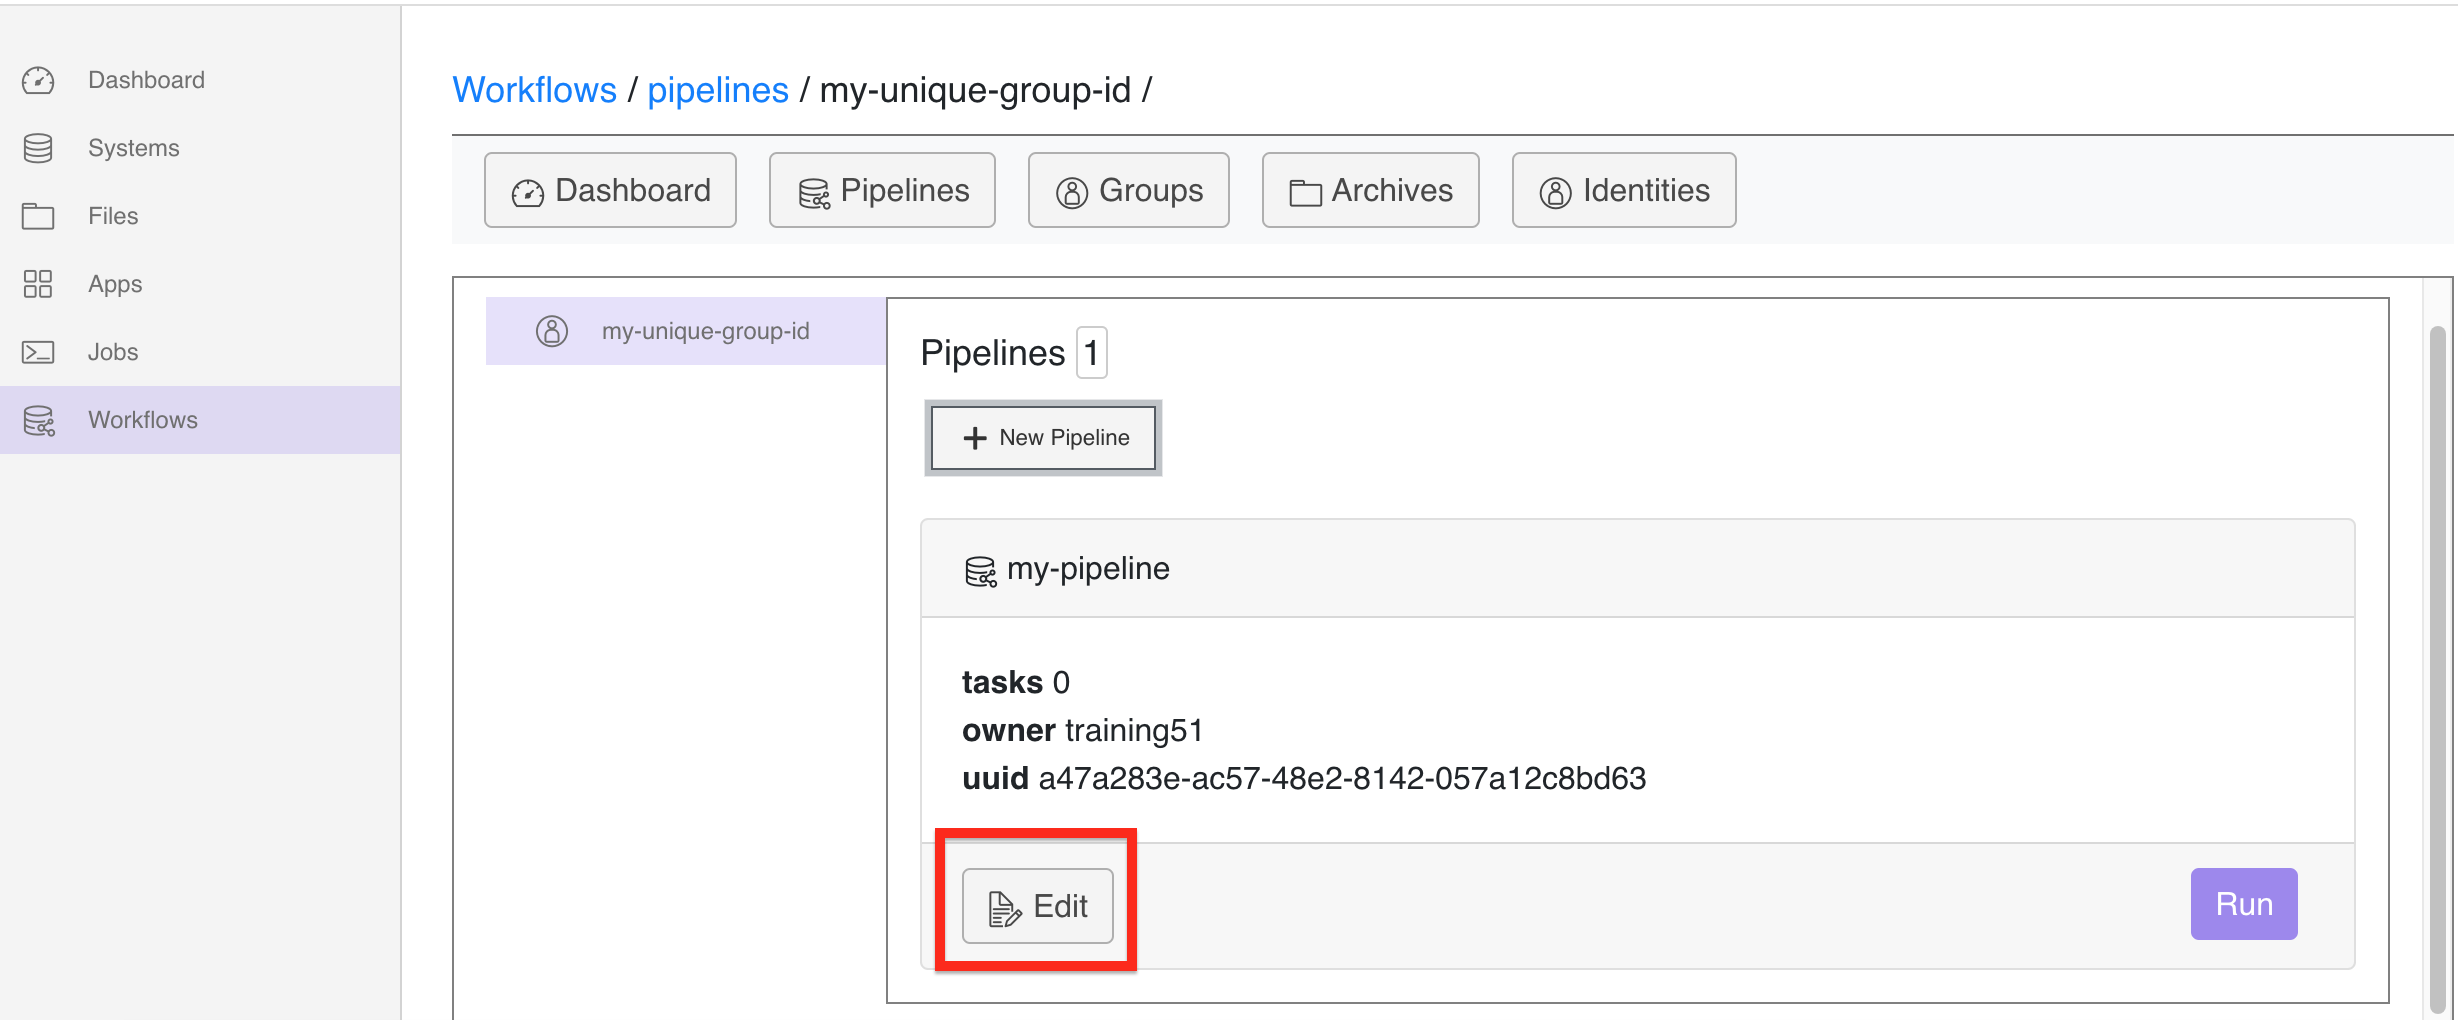 Dashboard
Systems
Files
Apps
Jobs
Workflows
Workflows / pipelines / my-unique-group-id /
Dashboard Pipelines Groups Archives Identities
my-unique-group-id
Pipelines 1
New Pipeline
my-pipeline
tasks 0
owner training51
uuid a47a283e-ac57-48e2-8142-057a12c8bd63
Edit Run